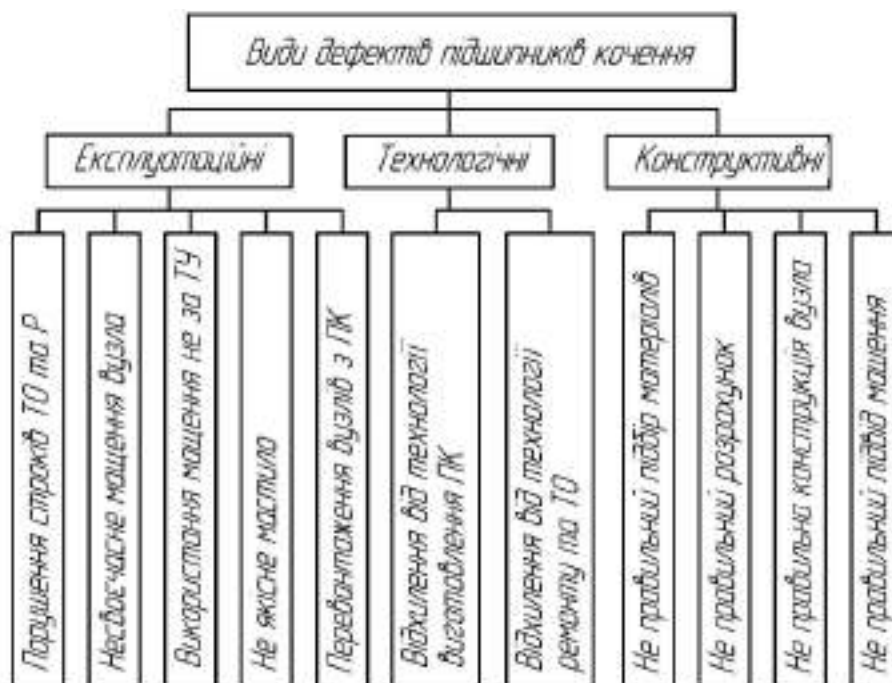 Види дефектів підшипників кочення
Експлуатаційні
Технологічні
Конструктивні
Порушення строків ТО та Р
Несвоєчасне мащення вузла
Використання мащення не за ТУ
Не якісне мастило
Перевантаження вузлів з ПК
Відхилення від технології
виготовлення ПК
Відхилення від технології
ремонту та ТО
Не правильний підбір матеріалів
Не правильний розрахунок
Не правильна конструкція вузла
Не правильний підвід мащення